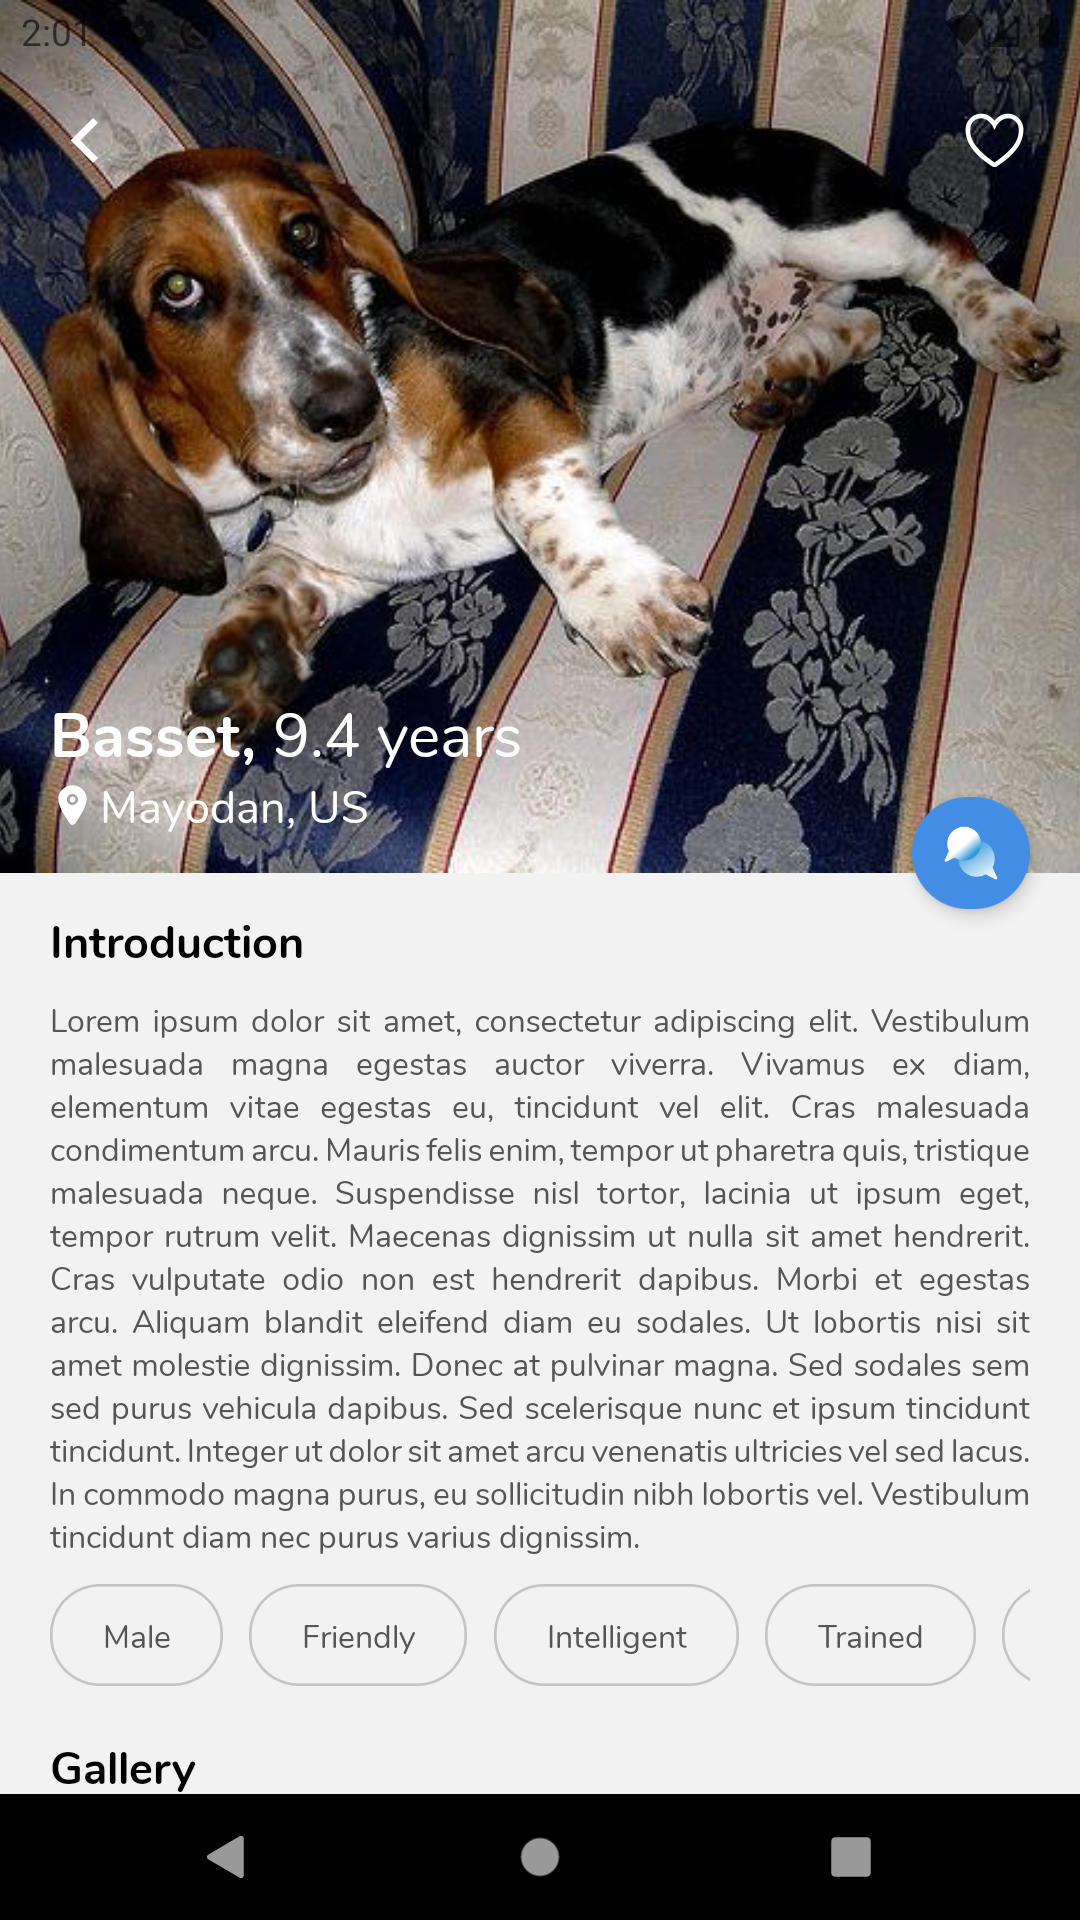 2:01
Basset, 9.4 years
Mayodan, US
Introduction
Lorem ipsum dolor sit amet, consectetur adipiscing elit. Vestibulum
malesuada magna egestas auctor viverra. Vivamus ex diam,
elementum vitae egestas eu, tincidunt vel elit. Cras malesuada
condimentum arcu. Mauris felis enim, tempor ut pharetra quis, tristique
malesuada neque. Suspendisse nisl tortor, lacinia ut ipsum eget,
tempor rutrum velit. Maecenas dignissim ut nulla sit amet hendrerit.
Cras vulputate odio non est hendrerit dapibus. Morbi et egestas
arcu. Aliquam blandit eleifend diam eu sodales. Ut lobortis nisi sit
amet molestie dignissim. Donec at pulvinar magna. Sed sodales sem
sed purus vehicula dapibus. Sed scelerisque nunc et ipsum tincidunt
tincidunt. Integer ut dolor sit amet arcu venenatis ultricies vel sed lacus.
In commodo magna purus, eu sollicitudin nibh lobortis vel. Vestibulum
tincidunt diam nec purus varius dignissim.
Male Friendly Intelligent Trained
Gallery